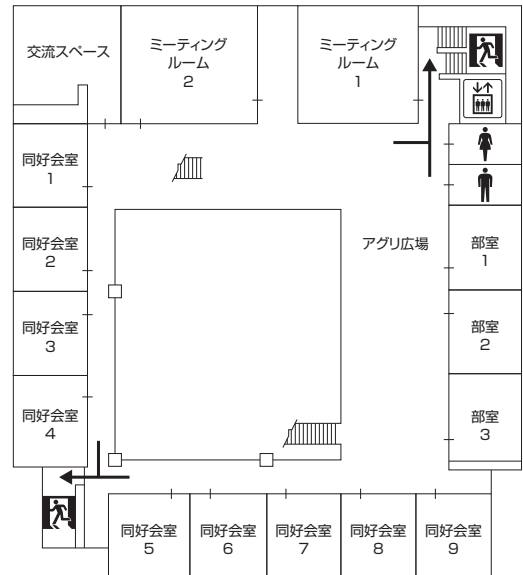 交流スペース
ミーティング
ルーム
2
ミーティング
ルーム
1
同好会室
1
同好会室
2
同好会室
3
同好会室
4
アグリ広場
部室
1
部室
2
部室
3
同好会室
5
同好会室
6
同好会室
7
同好会室
8
同好会室
9